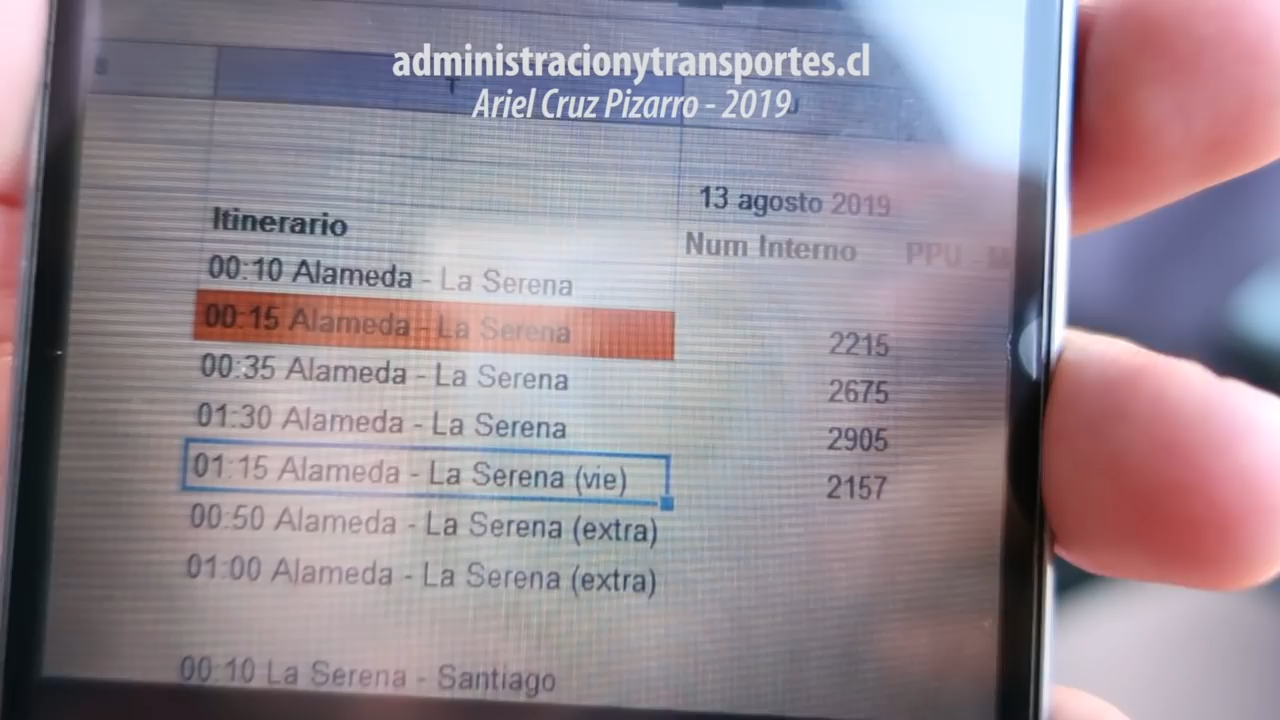 administracionytransportes.cl
Ariel Cruz Pizarro - 2019
13 agosto 2019
Itinerario
Num Interno PPU -
00:10 Alameda - La Serena
00:15 Alameda - La Serena 2215
00:35 Alameda - La Serena 2675
01:30 Alameda - La Serena 2905
01:15 Alameda - La Serena (vie) 2157
00:50 Alameda - La Serena (extra)
01:00 Alameda - La Serena (extra)
00:10 La Serena - Santiago